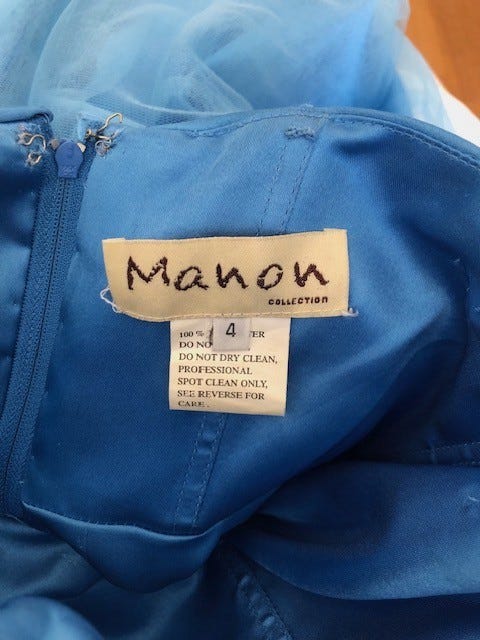 Manon
COLLECTION
4
100 %
DO
DO NOT DRY CLEAN,
PROFESSIONAL
SPOT CLEAN ONLY,
SEE REVERSE FOR
CARE.